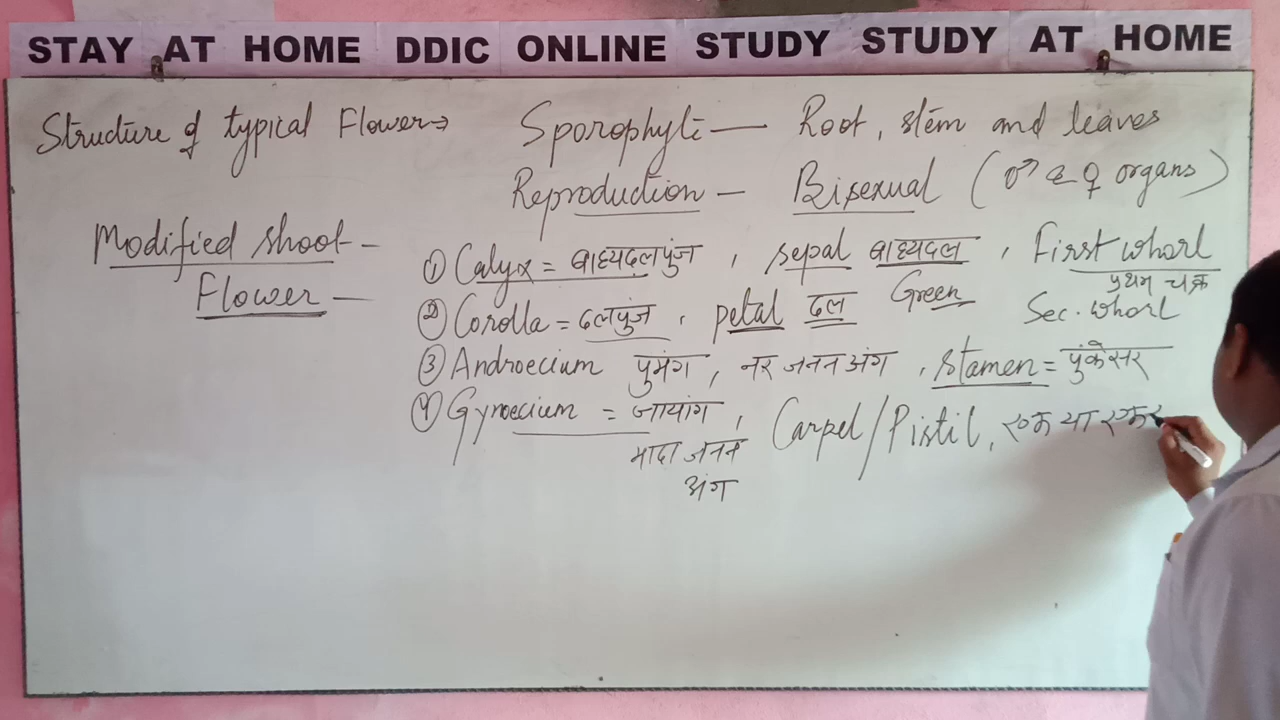 STAY AT HOME DDIC ONLINE STUDY STUDY AT HOME
Structure of typical Flower→
Sporophyte — Root, stem and leaves
Reproduction – Bisexual (♂ & ♀ organs)
Modified shoot –
Flower —
① Calyx = बाह्यदलपुंज , sepal बाह्यदल , First whorl
प्रथम चक्र
② Corolla = दलपुंज , petal दल Green Sec. whorl
③ Androecium पुमंग , नर जनन अंग , stamen = पुंकेसर
④ Gynoecium = जायांग , Carpel/Pistil, एक या एक
मादा जनन
अंग